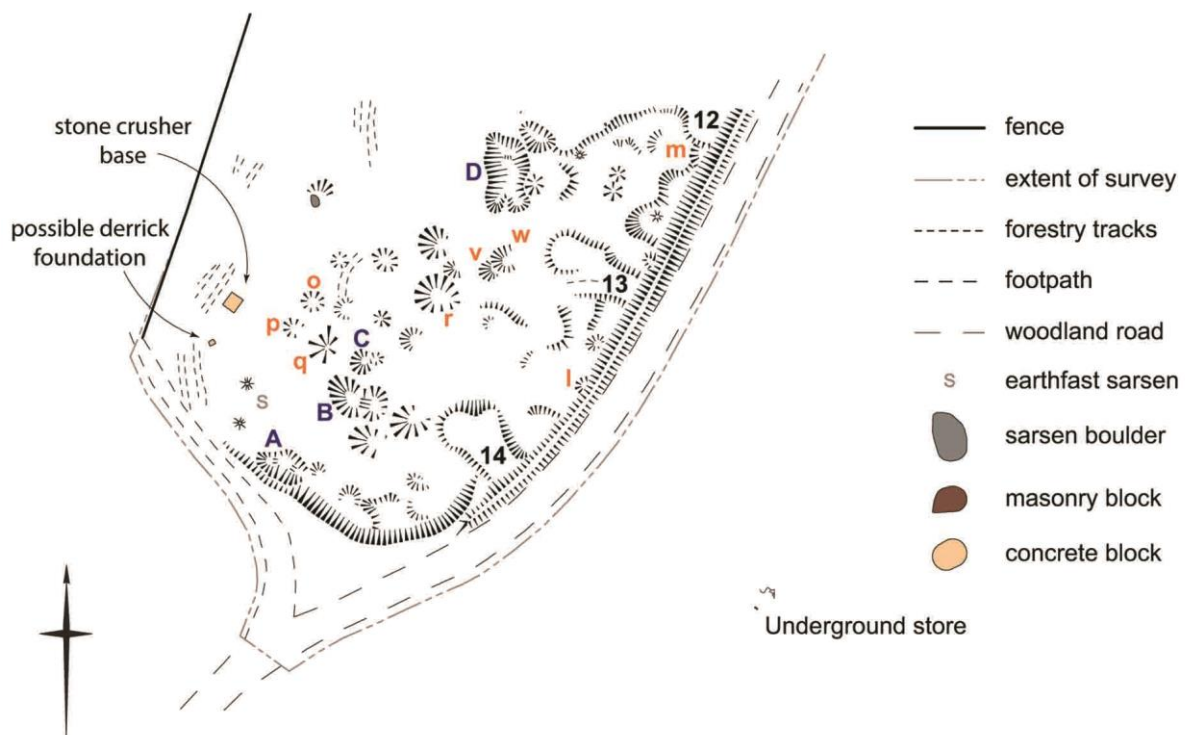 stone crusher
base
possible derrick
foundation
12
m
D
w
v
13
o
r
p
C
q
l
B
A
14
S
fence
extent of survey
forestry tracks
footpath
woodland road
S earthfast sarsen
sarsen boulder
masonry block
concrete block
Underground store